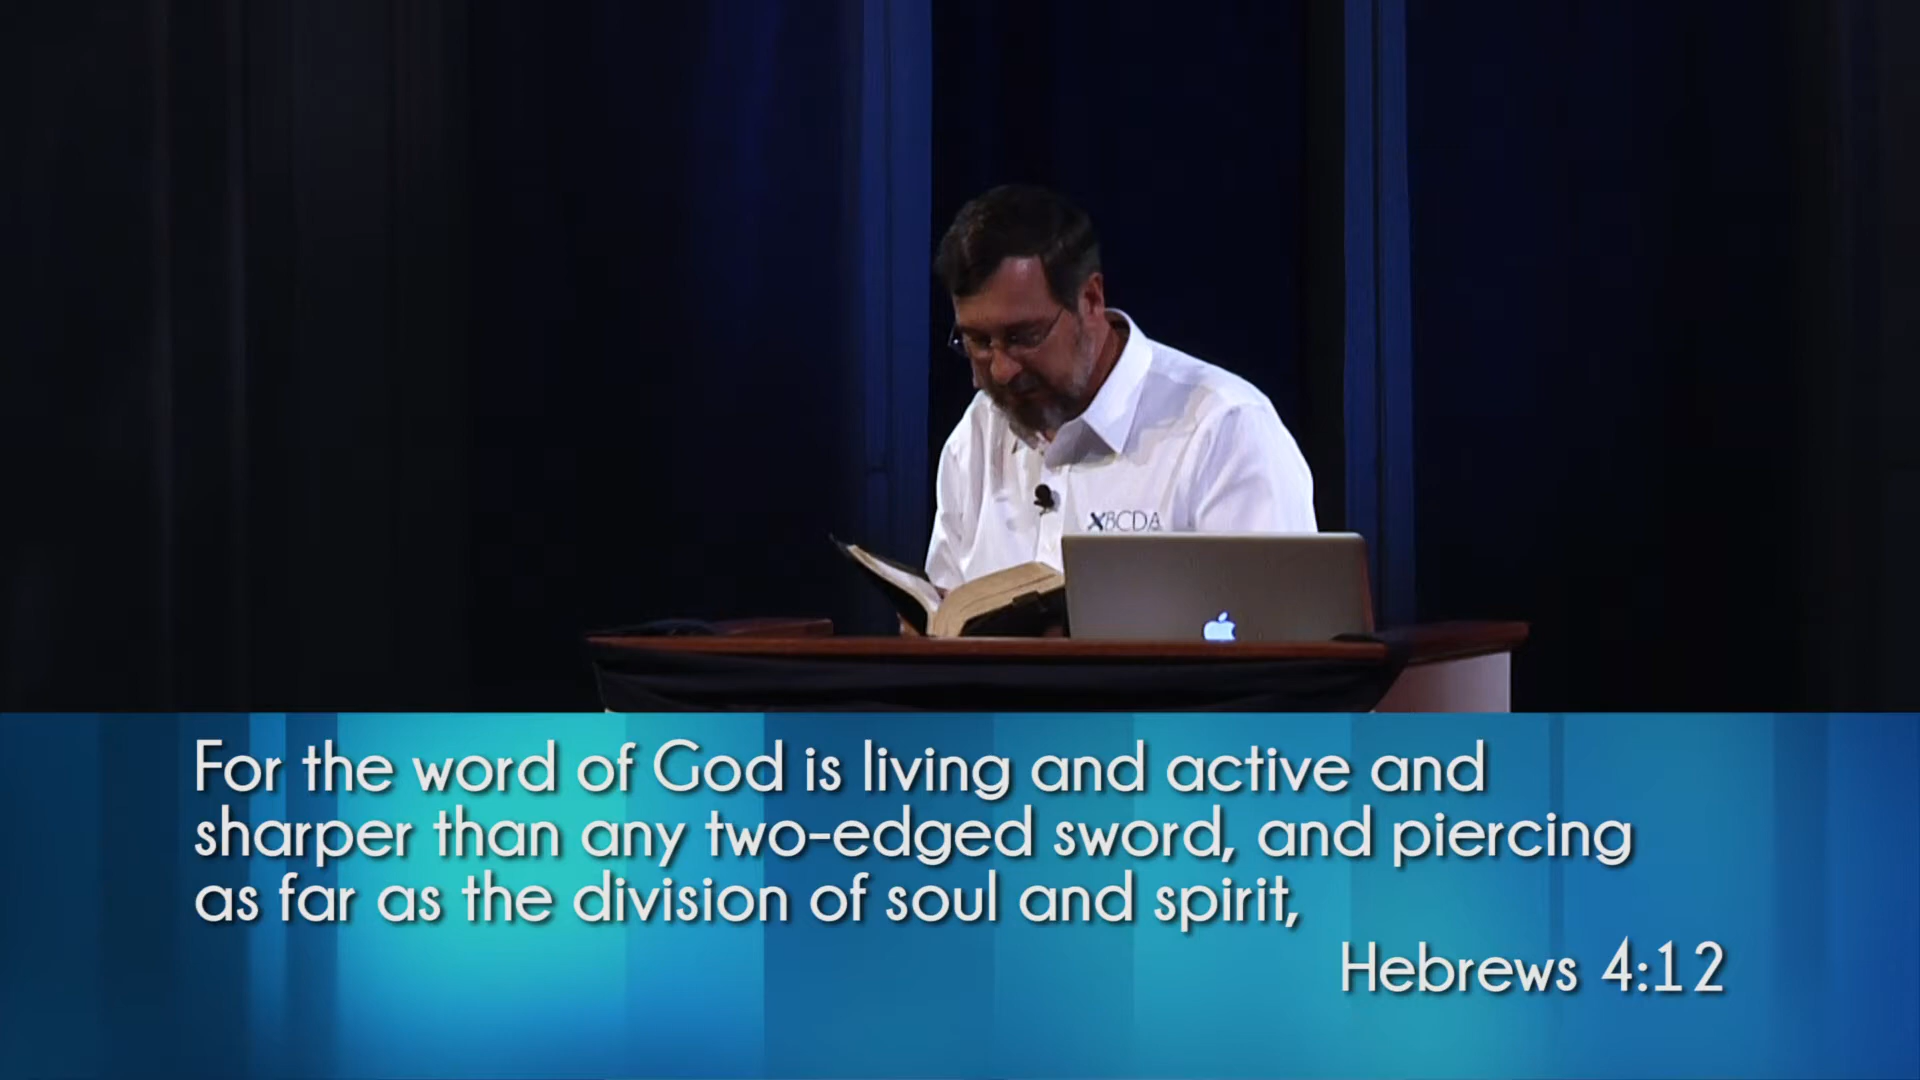 XBCDA
For the word of God is living and active and
sharper than any two-edged sword, and piercing
as far as the division of soul and spirit,
Hebrews 4:12